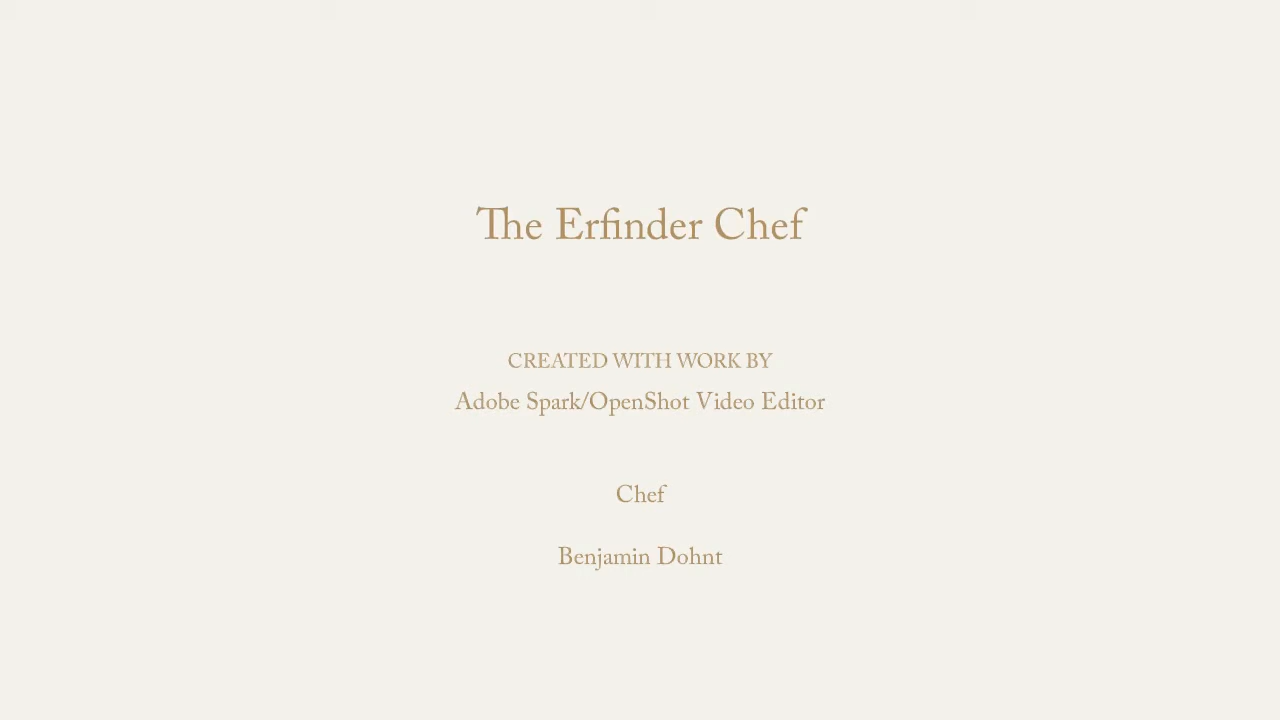 The Erfinder Chef
CREATED WITH WORK BY
Adobe Spark/OpenShot Video Editor
Chef
Benjamin Dohnt